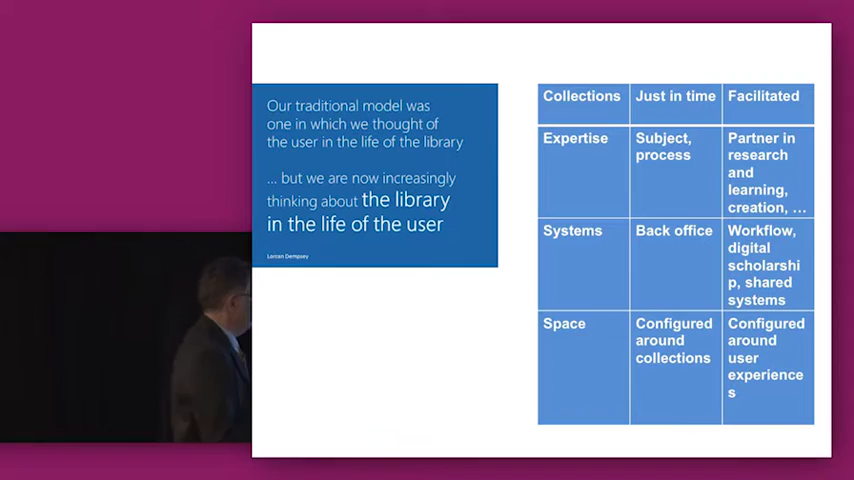 Our traditional model was
one in which we thought of
the user in the life of the library
... but we are now increasingly
thinking about the library
in the life of the user
Lorcan Dempsey
Collections
Just in time
Facilitated
Expertise
Subject,
process
Partner in
research
and
learning,
creation, ...
Systems
Back office
Workflow,
digital
scholarshi
p, shared
systems
Space
Configured
around
collections
Configured
around
user
experience
s